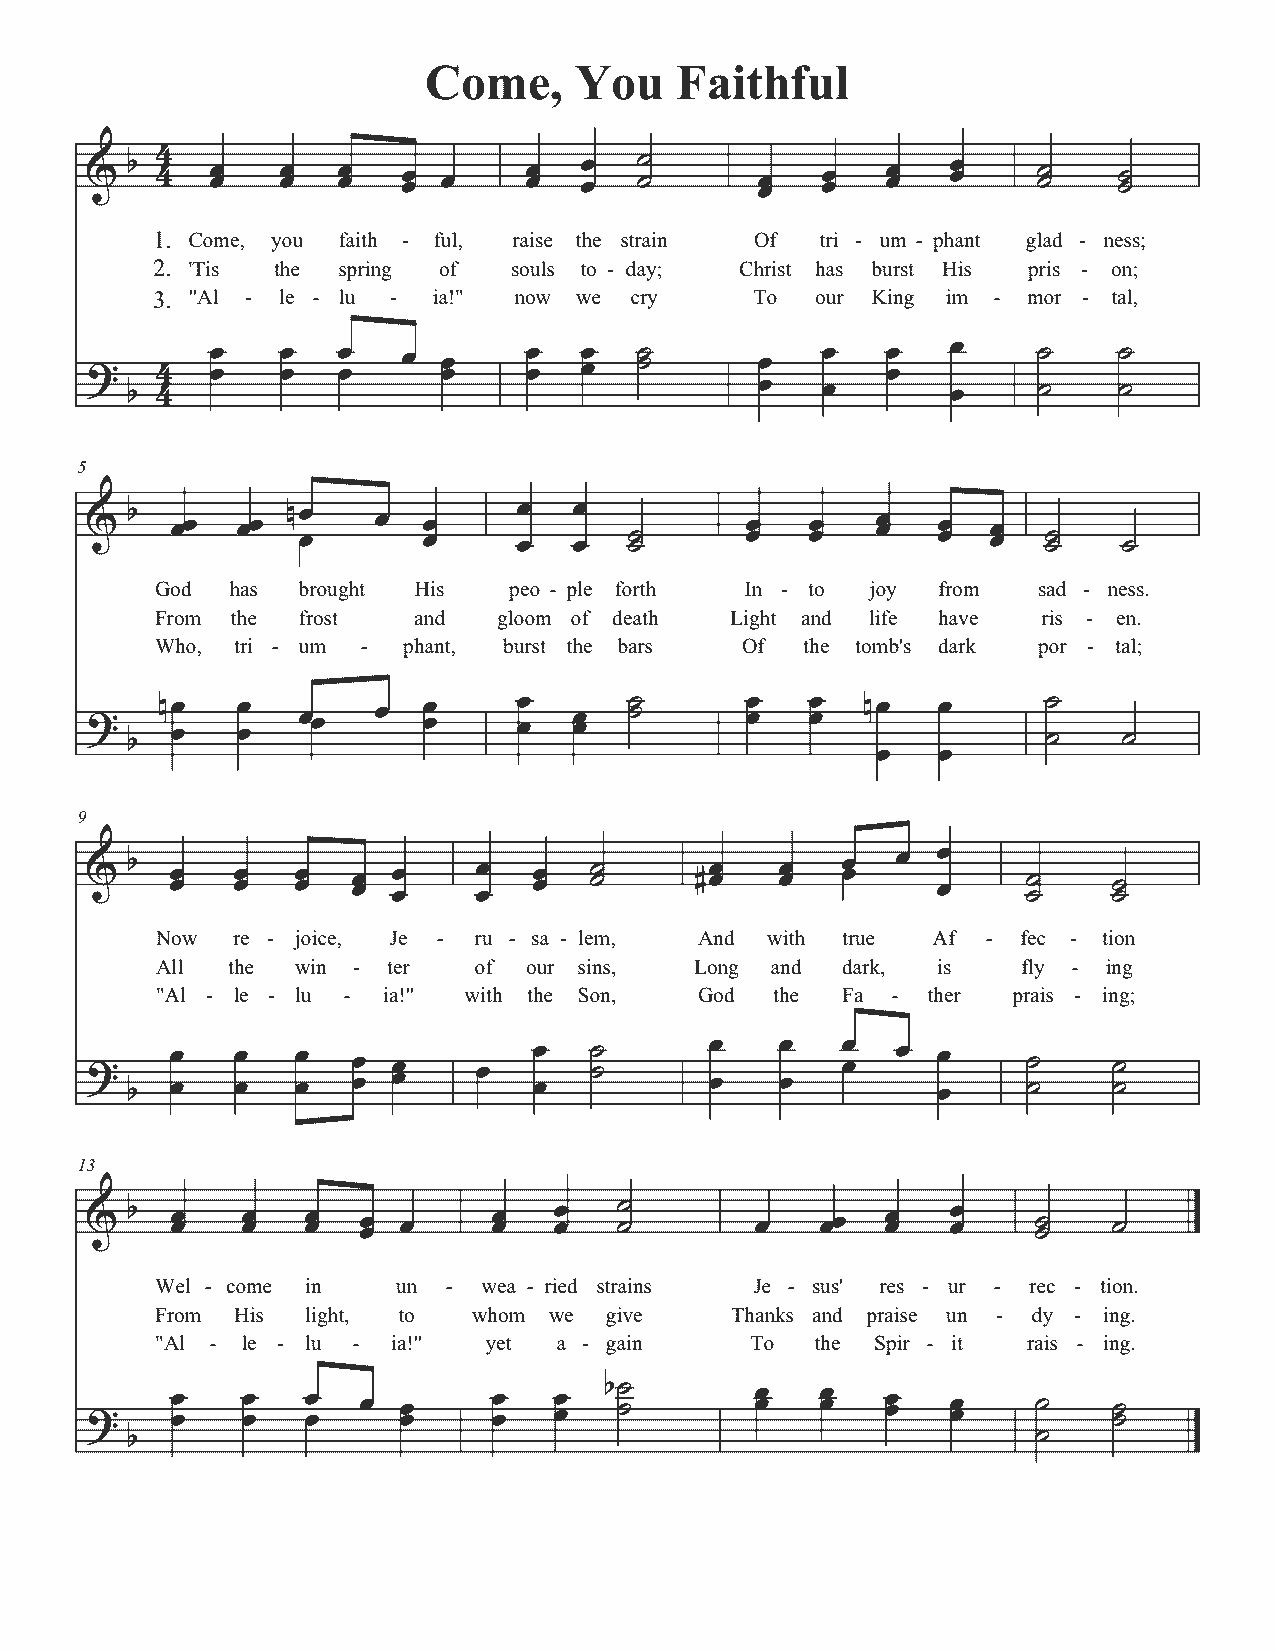 Come, You Faithful
4
4
1. Come, you faith - ful, raise the strain Of tri - um - phant glad - ness;
2. 'Tis the spring of souls to - day; Christ has burst His pris - on;
3. "Al - le - lu - ia!" now we cry To our King im - mor - tal,
4
4
5
God has brought His peo - ple forth In - to joy from sad - ness.
From the frost and gloom of death Light and life have ris - en.
Who, tri - um - phant, burst the bars Of the tomb's dark por - tal;
9
Now re - joice, Je - ru - sa - lem, And with true Af - fec - tion
All the win - ter of our sins, Long and dark, is fly - ing
"Al - le - lu - ia!" with the Son, God the Fa - ther prais - ing;
13
Wel - come in un - wea - ried strains Je - sus' res - ur - rec - tion.
From His light, to whom we give Thanks and praise un - dy - ing.
"Al - le - lu - ia!" yet a - gain To the Spir - it rais - ing.